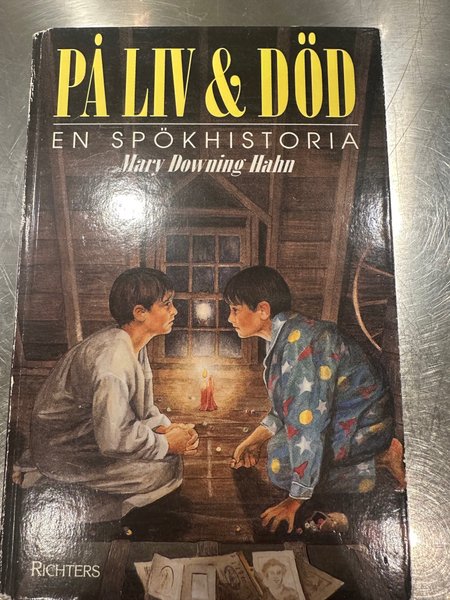 PÅ LIV & DÖD
EN SPÖKHISTORIA
Mary Downing Hahn
RICHTERS